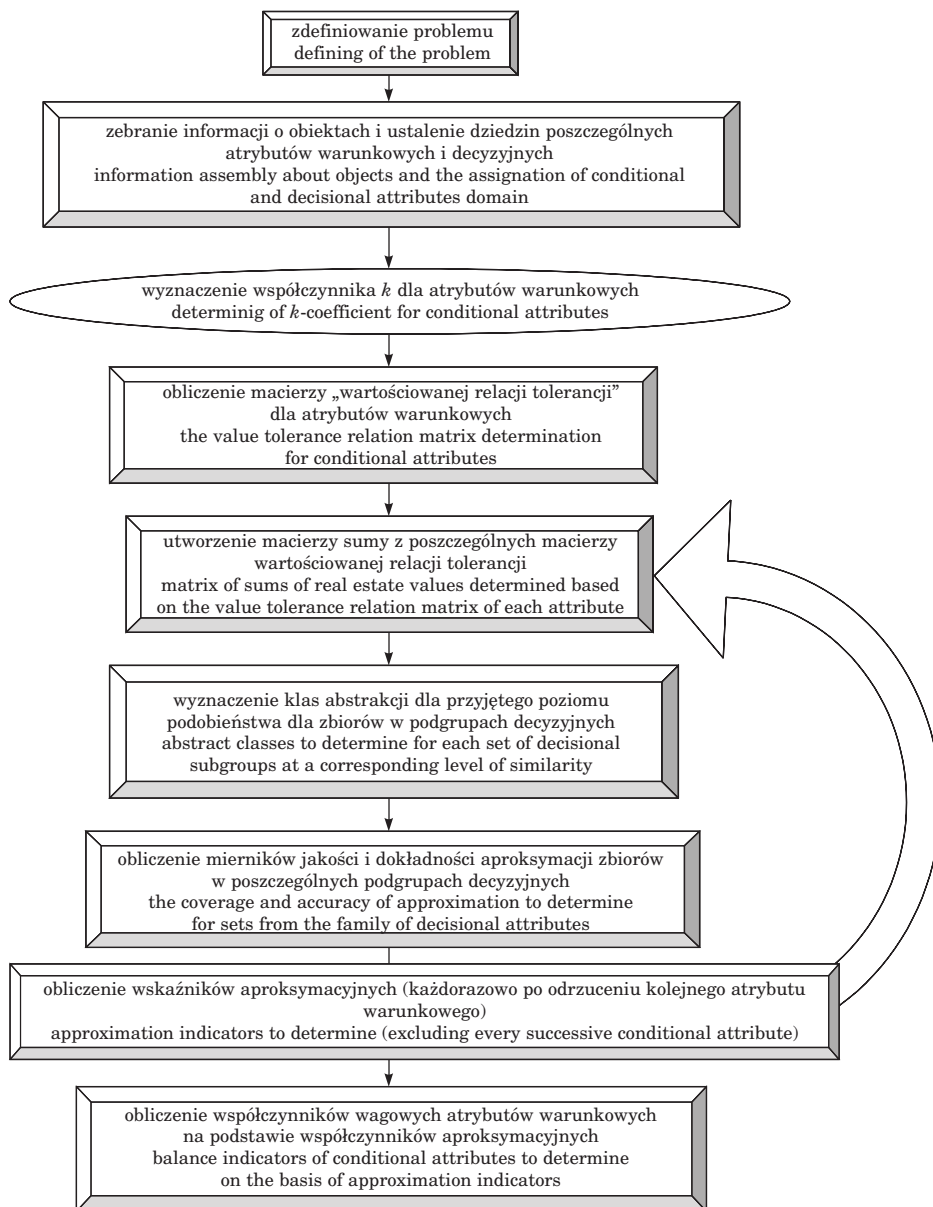 zdefiniowanie problemu
defining of the problem
zebranie informacji o obiektach i ustalenie dziedzin poszczególnych
atrybutów warunkowych i decyzyjnych
information assembly about objects and the assignation of conditional
and decisional attributes domain
wyznaczenie współczynnika k dla atrybutów warunkowych
determinig of k-coefficient for conditional attributes
obliczenie macierzy „wartościowanej relacji tolerancji”
dla atrybutów warunkowych
the value tolerance relation matrix determination
for conditional attributes
utworzenie macierzy sumy z poszczególnych macierzy
wartościowanej relacji tolerancji
matrix of sums of real estate values determined based
on the value tolerance relation matrix of each attribute
wyznaczenie klas abstrakcji dla przyjętego poziomu
podobieństwa dla zbiorów w podgrupach decyzyjnych
abstract classes to determine for each set of decisional
subgroups at a corresponding level of similarity
obliczenie mierników jakości i dokładności aproksymacji zbiorów
w poszczególnych podgrupach decyzyjnych
the coverage and accuracy of approximation to determine
for sets from the family of decisional attributes
obliczenie wskaźników aproksymacyjnych (każdorazowo po odrzuceniu kolejnego atrybutu
warunkowego)
approximation indicators to determine (excluding every successive conditional attribute)
obliczenie współczynników wagowych atrybutów warunkowych
na podstawie współczynników aproksymacyjnych
balance indicators of conditional attributes to determine
on the basis of approximation indicators